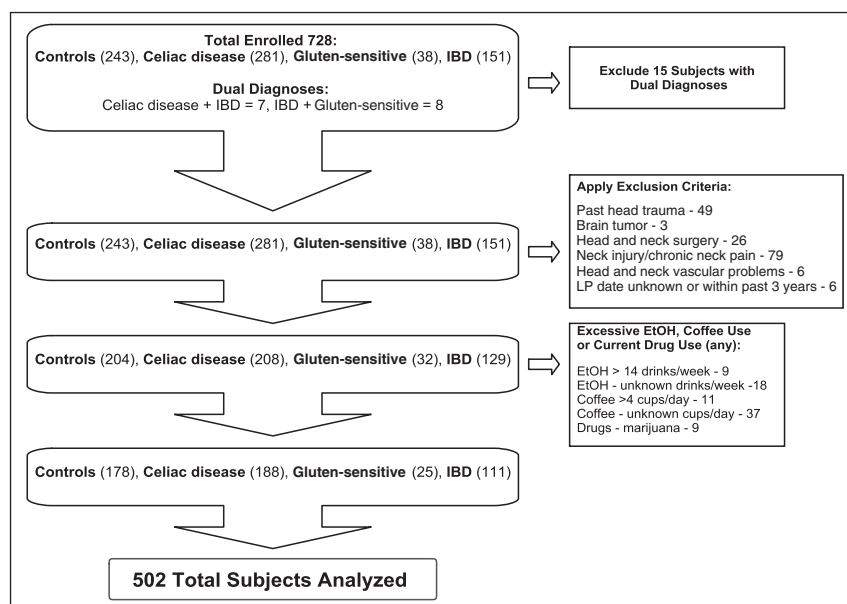 Total Enrolled 728:
Controls (243), Celiac disease (281), Gluten-sensitive (38), IBD (151)
Dual Diagnoses:
Celiac disease + IBD = 7, IBD + Gluten-sensitive = 8
Exclude 15 Subjects with
Dual Diagnoses
Controls (243), Celiac disease (281), Gluten-sensitive (38), IBD (151)
Apply Exclusion Criteria:
Past head trauma - 49
Brain tumor - 3
Head and neck surgery - 26
Neck injury/chronic neck pain - 79
Head and neck vascular problems - 6
LP date unknown or within past 3 years - 6
Controls (204), Celiac disease (208), Gluten-sensitive (32), IBD (129)
Excessive EtOH, Coffee Use
or Current Drug Use (any):
EtOH > 14 drinks/week - 9
EtOH - unknown drinks/week -18
Coffee >4 cups/day - 11
Coffee - unknown cups/day - 37
Drugs - marijuana - 9
Controls (178), Celiac disease (188), Gluten-sensitive (25), IBD (111)
502 Total Subjects Analyzed